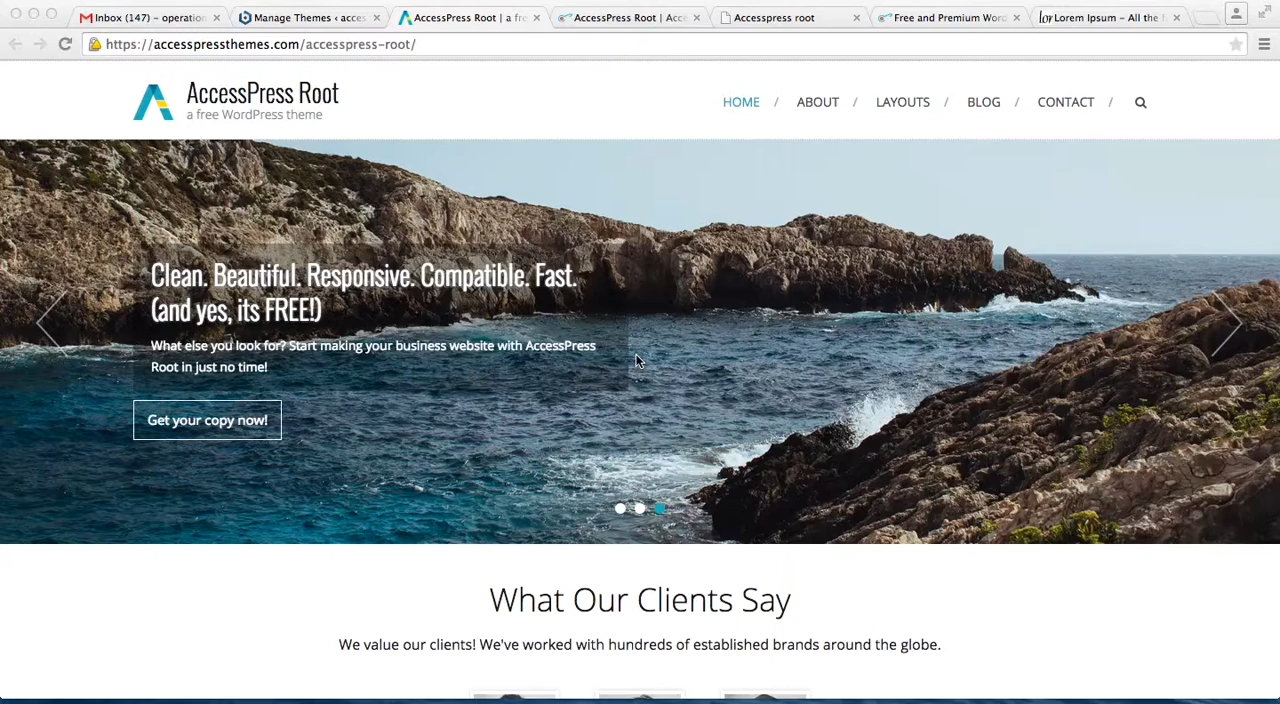 Inbox (147) – operation
Manage Themes ‹ acces
AccessPress Root | a fre
AccessPress Root | Acce
Accesspress root
Free and Premium Word
Lorem Ipsum – All the f
https://accesspressthemes.com/accesspress-root/
AccessPress Root
a free WordPress theme
HOME / ABOUT / LAYOUTS / BLOG / CONTACT /
Clean. Beautiful. Responsive. Compatible. Fast.
(and yes, its FREE!)
What else you look for? Start making your business website with AccessPress
Root in just no time!
Get your copy now!
What Our Clients Say
We value our clients! We've worked with hundreds of established brands around the globe.